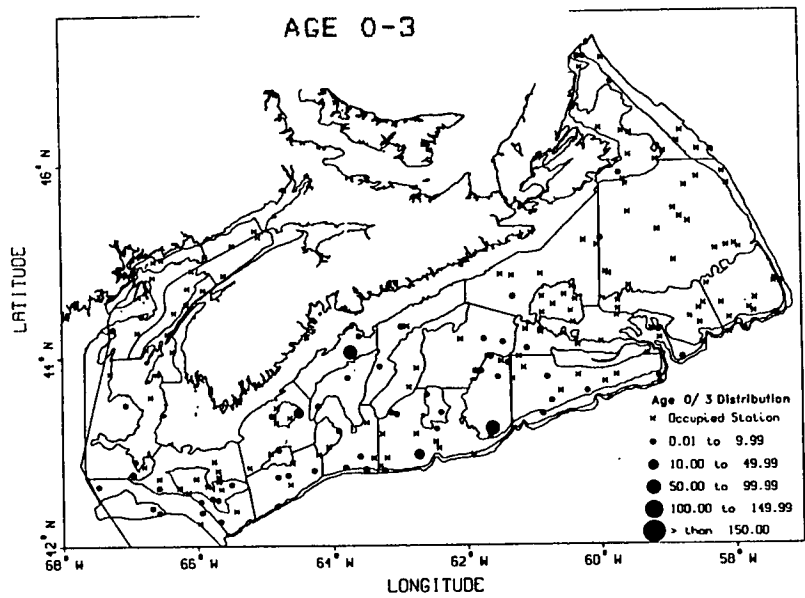 AGE 0-3
46° N
LATITUDE
44° N
42° N
Age 0/ 3 Distribution
× Occupied Station
0.01 to 9.99
10.00 to 49.99
50.00 to 99.99
100.00 to 149.99
> than 150.00
68° W 66° W 64° W 62° W 60° W 58° W
LONGITUDE